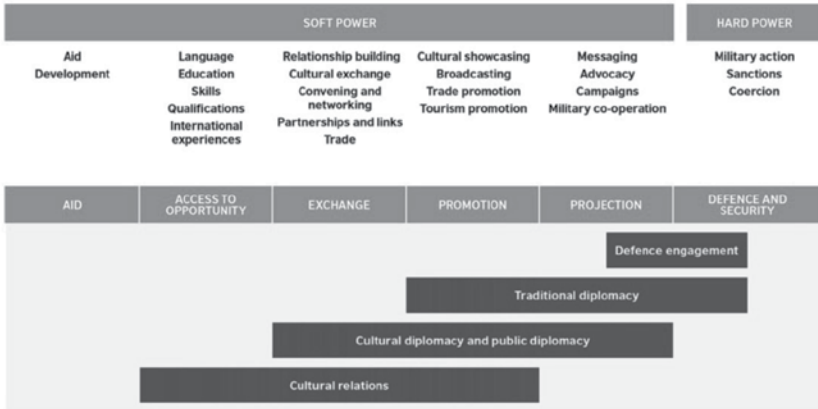 SOFT POWER
HARD POWER
Aid
Development
Language
Education
Skills
Qualifications
International
experiences
Relationship building
Cultural exchange
Convening and
networking
Partnerships and links
Trade
Cultural showcasing
Broadcasting
Trade promotion
Tourism promotion
Messaging
Advocacy
Campaigns
Military co-operation
Military action
Sanctions
Coercion
AID
ACCESS TO
OPPORTUNITY
EXCHANGE
PROMOTION
PROJECTION
DEFENCE AND
SECURITY
Defence engagement
Traditional diplomacy
Cultural diplomacy and public diplomacy
Cultural relations